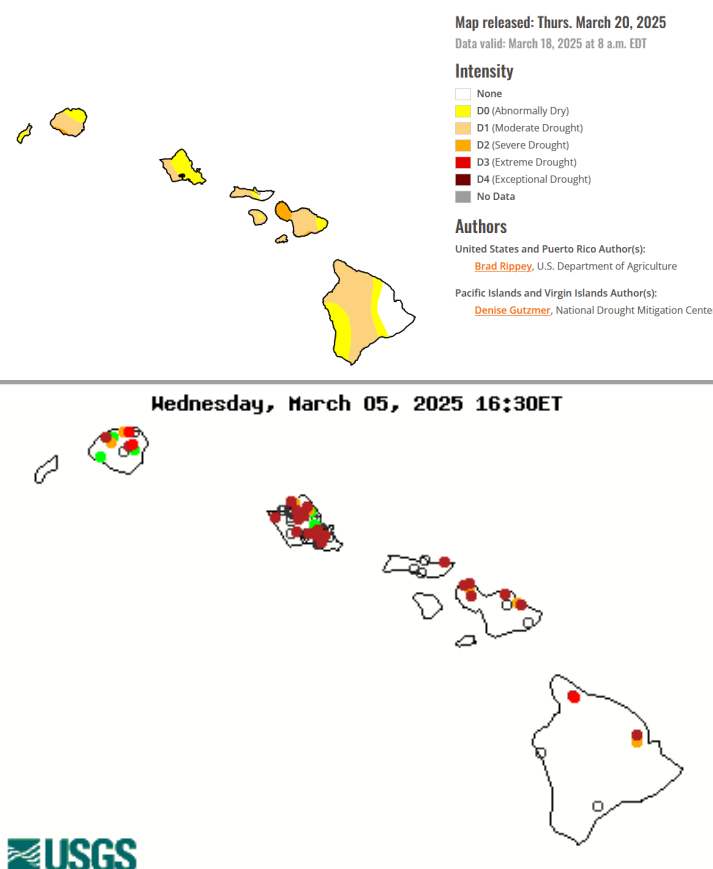 Map released: Thurs. March 20, 2025
Data valid: March 18, 2025 at 8 a.m. EDT
Intensity
None
D0 (Abnormally Dry)
D1 (Moderate Drought)
D2 (Severe Drought)
D3 (Extreme Drought)
D4 (Exceptional Drought)
No Data
Authors
United States and Puerto Rico Author(s):
Brad Rippey, U.S. Department of Agriculture
Pacific Islands and Virgin Islands Author(s):
Denise Gutzmer, National Drought Mitigation Cente
Wednesday, March 05, 2025 16:30ET
USGS